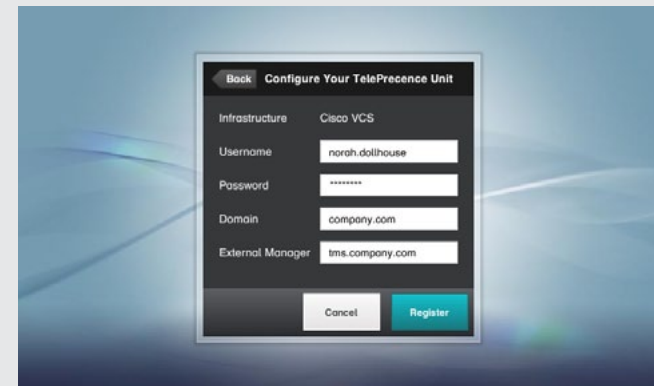 Back Configure Your TelePrecence Unit
Infrastructure Cisco VCS
Username norah.dollhouse
Password ********
Domain company.com
External Manager tms.company.com
Cancel Register